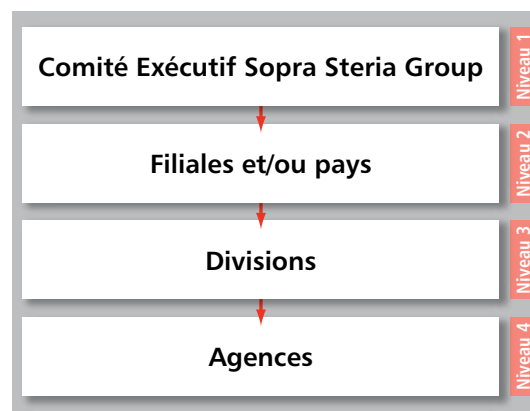 Comité Exécutif Sopra Steria Group
Niveau 1
Filiales et/ou pays
Niveau 2
Divisions
Niveau 3
Agences
Niveau 4